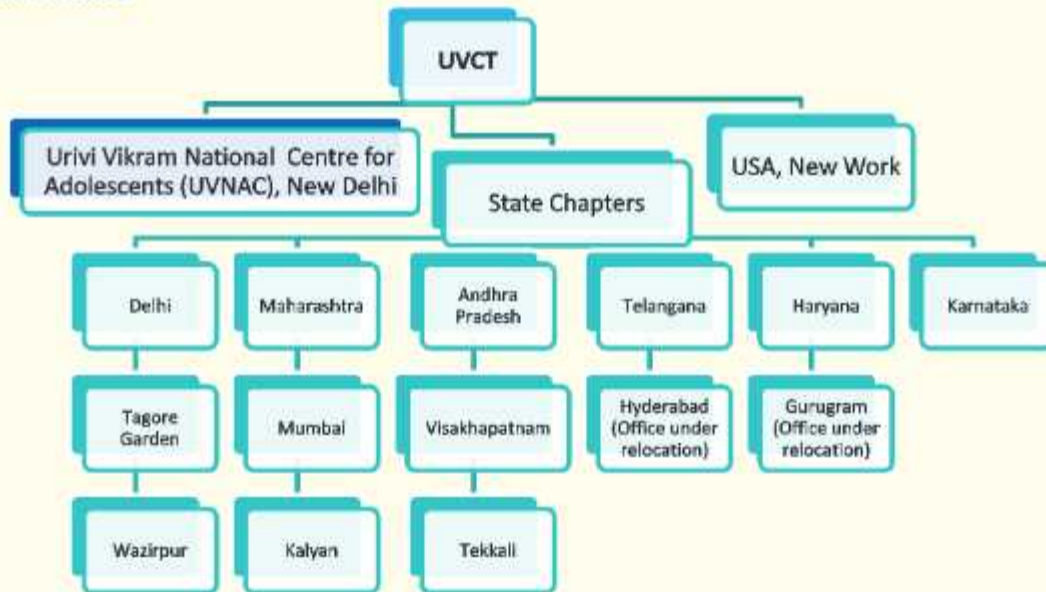 UVCT
Urivi Vikram National Centre for
Adolescents (UVNAC), New Delhi
State Chapters
USA, New Work
Delhi
Maharashtra
Andhra
Pradesh
Telangana
Haryana
Karnataka
Tagore
Garden
Mumbai
Visakhapatnam
Hyderabad
(Office under
relocation)
Gurugram
(Office under
relocation)
Wazirpur
Kalyan
Tekkali